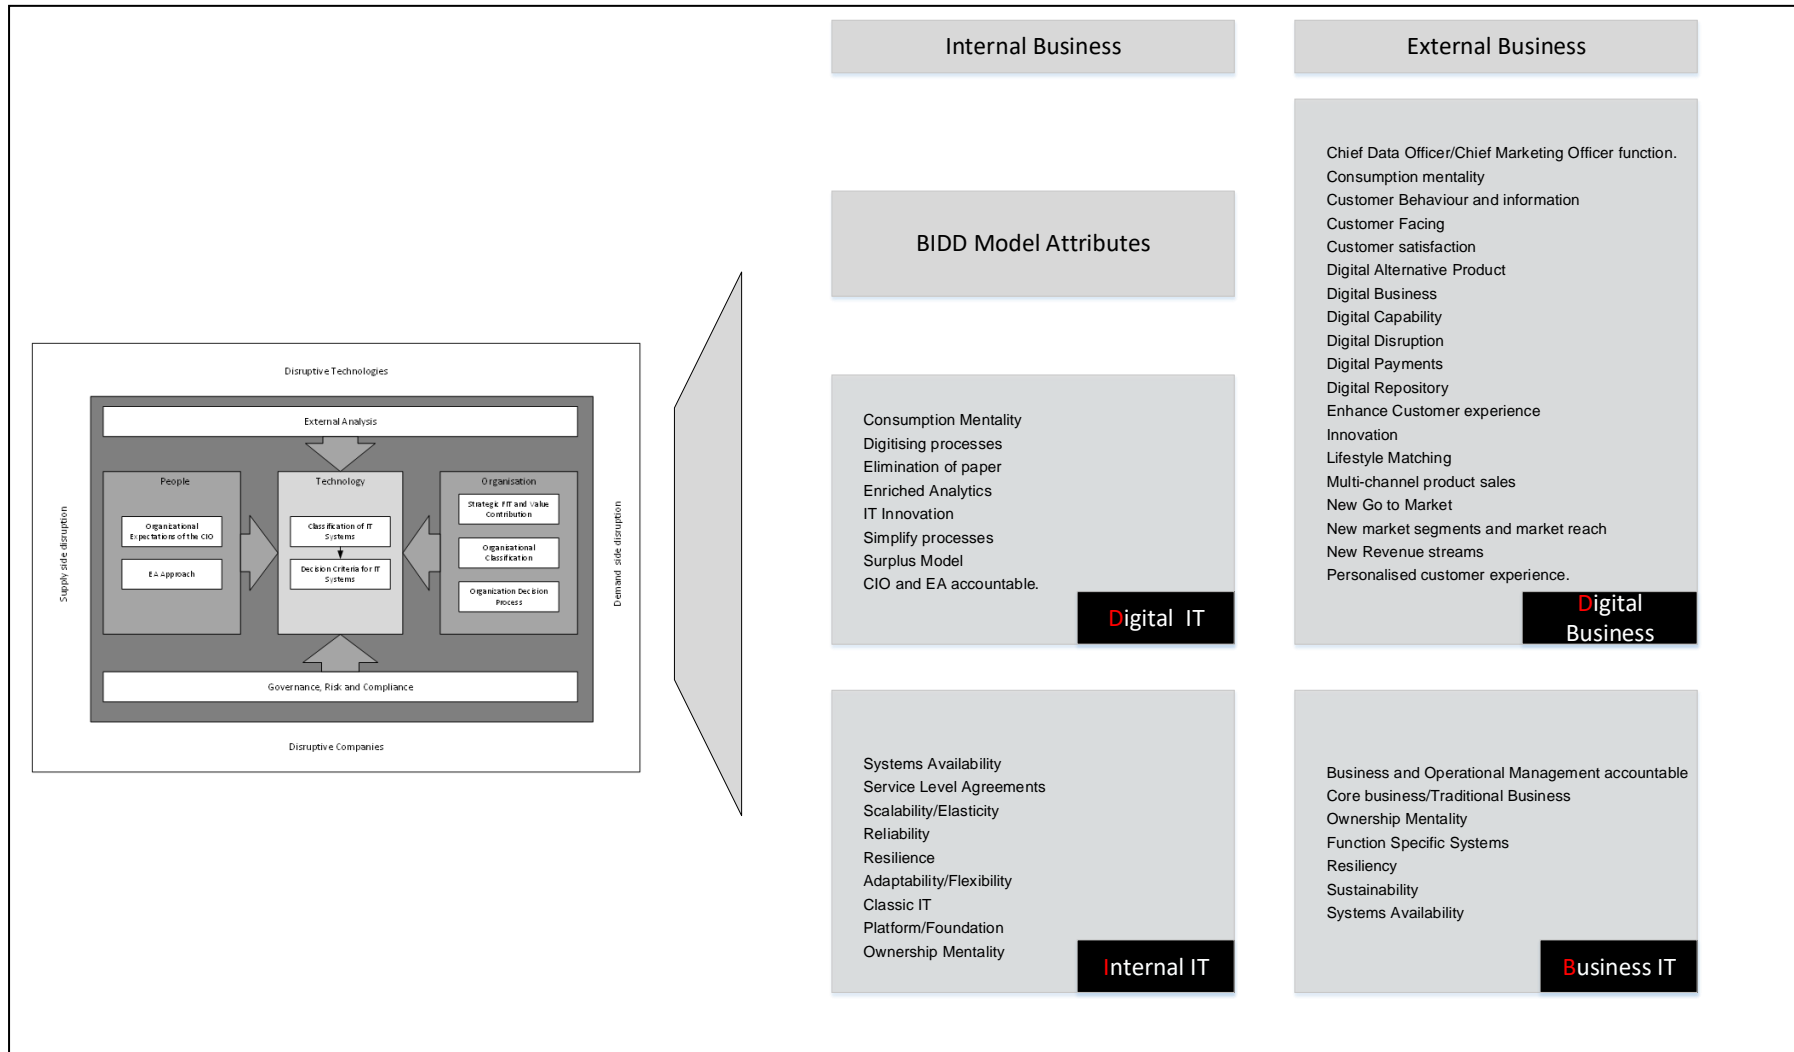 Disruptive Technologies
External Analysis
Supply side disruption
People
Organizational
Expectations of the CIO
EA Approach
Technology
Classification of IT
Systems
Decision Criteria for IT
Systems
Organisation
Strategic FIT and Value
Contribution
Organisational
Classification
Organization Decision
Process
Demand side disruption
Governance, Risk and Compliance
Disruptive Companies
Internal Business
External Business
BIDD Model Attributes
Consumption Mentality
Digitising processes
Elimination of paper
Enriched Analytics
IT Innovation
Simplify processes
Surplus Model
CIO and EA accountable.
Digital IT
Chief Data Officer/Chief Marketing Officer function.
Consumption mentality
Customer Behaviour and information
Customer Facing
Customer satisfaction
Digital Alternative Product
Digital Business
Digital Capability
Digital Disruption
Digital Payments
Digital Repository
Enhance Customer experience
Innovation
Lifestyle Matching
Multi-channel product sales
New Go to Market
New market segments and market reach
New Revenue streams
Personalised customer experience.
Digital
Business
Systems Availability
Service Level Agreements
Scalability/Elasticity
Reliability
Resilience
Adaptability/Flexibility
Classic IT
Platform/Foundation
Ownership Mentality
Internal IT
Business and Operational Management accountable
Core business/Traditional Business
Ownership Mentality
Function Specific Systems
Resiliency
Sustainability
Systems Availability
Business IT